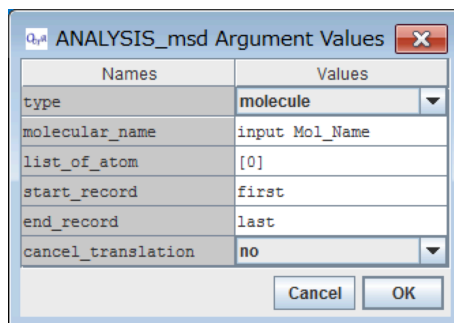 ANALYSIS_msd Argument Values
Names Values
type molecule
molecular_name input Mol_Name
list_of_atom [0]
start_record first
end_record last
cancel_translation no
Cancel OK